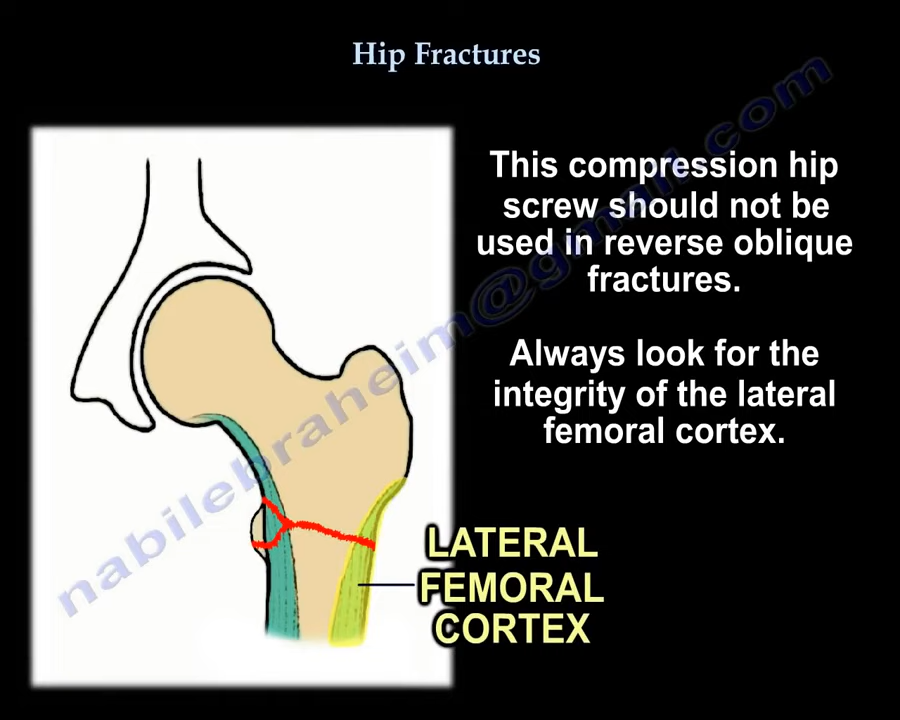 Hip Fractures
This compression hip
screw should not be
used in reverse oblique
fractures.
Always look for the
integrity of the lateral
femoral cortex.
LATERAL
FEMORAL
CORTEX
nabilebraheim@gmail.com